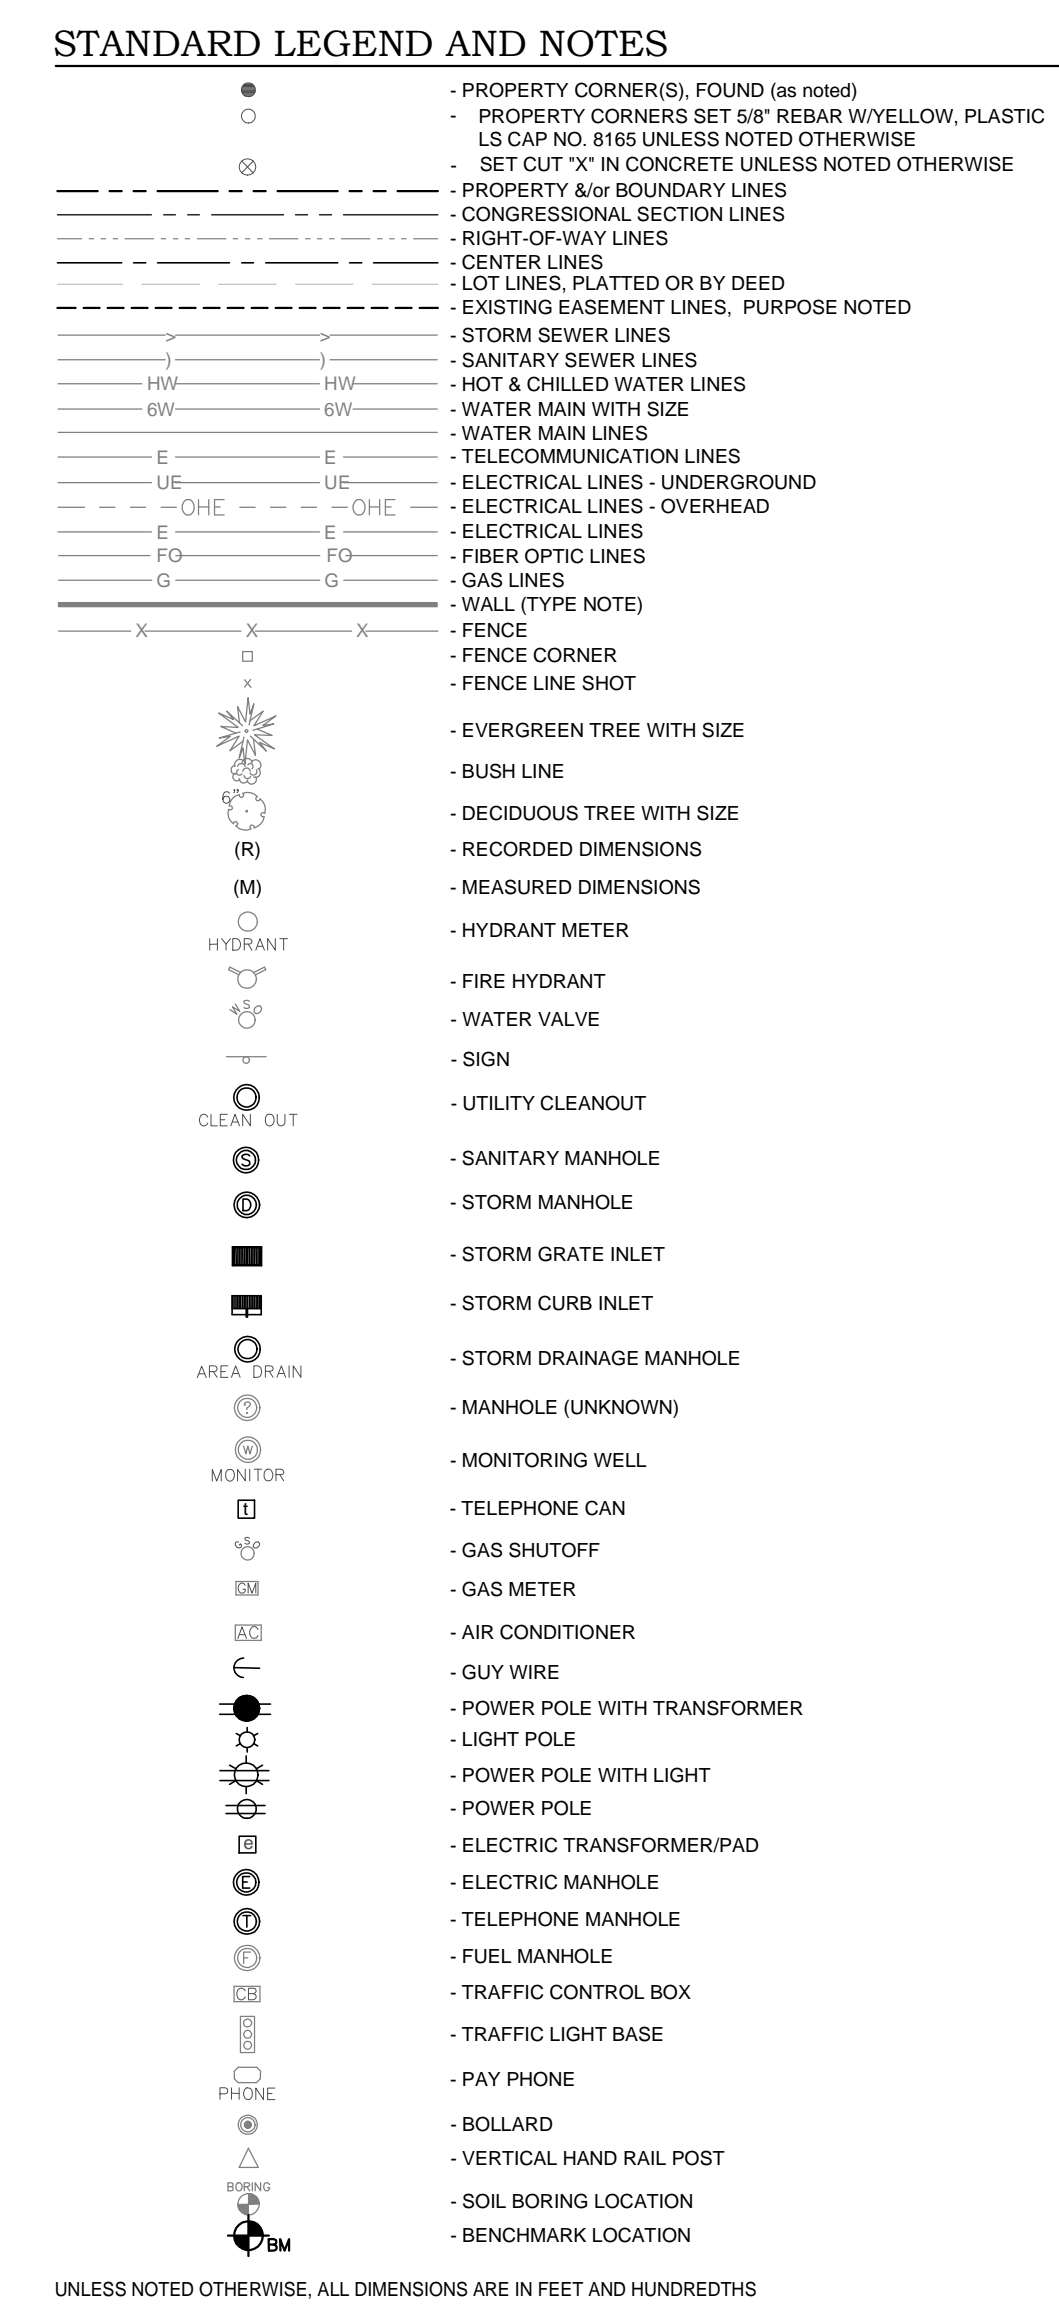 STANDARD LEGEND AND NOTES
- PROPERTY CORNER(S), FOUND (as noted)
- PROPERTY CORNERS SET 5/8" REBAR W/YELLOW, PLASTIC
LS CAP NO. 8165 UNLESS NOTED OTHERWISE
- SET CUT "X" IN CONCRETE UNLESS NOTED OTHERWISE
- PROPERTY &/or BOUNDARY LINES
- CONGRESSIONAL SECTION LINES
- RIGHT-OF-WAY LINES
- CENTER LINES
- LOT LINES, PLATTED OR BY DEED
- EXISTING EASEMENT LINES, PURPOSE NOTED
> > - STORM SEWER LINES
) ) - SANITARY SEWER LINES
HW HW - HOT & CHILLED WATER LINES
6W 6W - WATER MAIN WITH SIZE
- WATER MAIN LINES
E E - TELECOMMUNICATION LINES
UE UE - ELECTRICAL LINES - UNDERGROUND
OHE OHE - ELECTRICAL LINES - OVERHEAD
E E - ELECTRICAL LINES
FO FO - FIBER OPTIC LINES
G G - GAS LINES
- WALL (TYPE NOTE)
X X X - FENCE
- FENCE CORNER
x - FENCE LINE SHOT
- EVERGREEN TREE WITH SIZE
- BUSH LINE
6" - DECIDUOUS TREE WITH SIZE
(R) - RECORDED DIMENSIONS
(M) - MEASURED DIMENSIONS
- HYDRANT METER
HYDRANT
- FIRE HYDRANT
WSO - WATER VALVE
- SIGN
- UTILITY CLEANOUT
CLEAN OUT
S - SANITARY MANHOLE
D - STORM MANHOLE
- STORM GRATE INLET
- STORM CURB INLET
- STORM DRAINAGE MANHOLE
AREA DRAIN
? - MANHOLE (UNKNOWN)
W - MONITORING WELL
MONITOR
t - TELEPHONE CAN
GSO - GAS SHUTOFF
GM - GAS METER
AC - AIR CONDITIONER
- GUY WIRE
- POWER POLE WITH TRANSFORMER
- LIGHT POLE
- POWER POLE WITH LIGHT
- POWER POLE
e - ELECTRIC TRANSFORMER/PAD
E - ELECTRIC MANHOLE
T - TELEPHONE MANHOLE
F - FUEL MANHOLE
CB - TRAFFIC CONTROL BOX
- TRAFFIC LIGHT BASE
- PAY PHONE
PHONE
- BOLLARD
- VERTICAL HAND RAIL POST
BORING
- SOIL BORING LOCATION
BM - BENCHMARK LOCATION
UNLESS NOTED OTHERWISE, ALL DIMENSIONS ARE IN FEET AND HUNDREDTHS